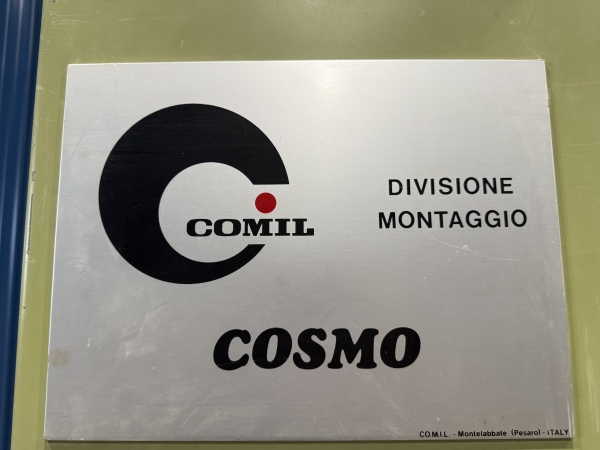 COMIL
DIVISIONE
MONTAGGIO
COSMO
CO.M.I.L. - Montelabbate (Pesaro) - ITALY